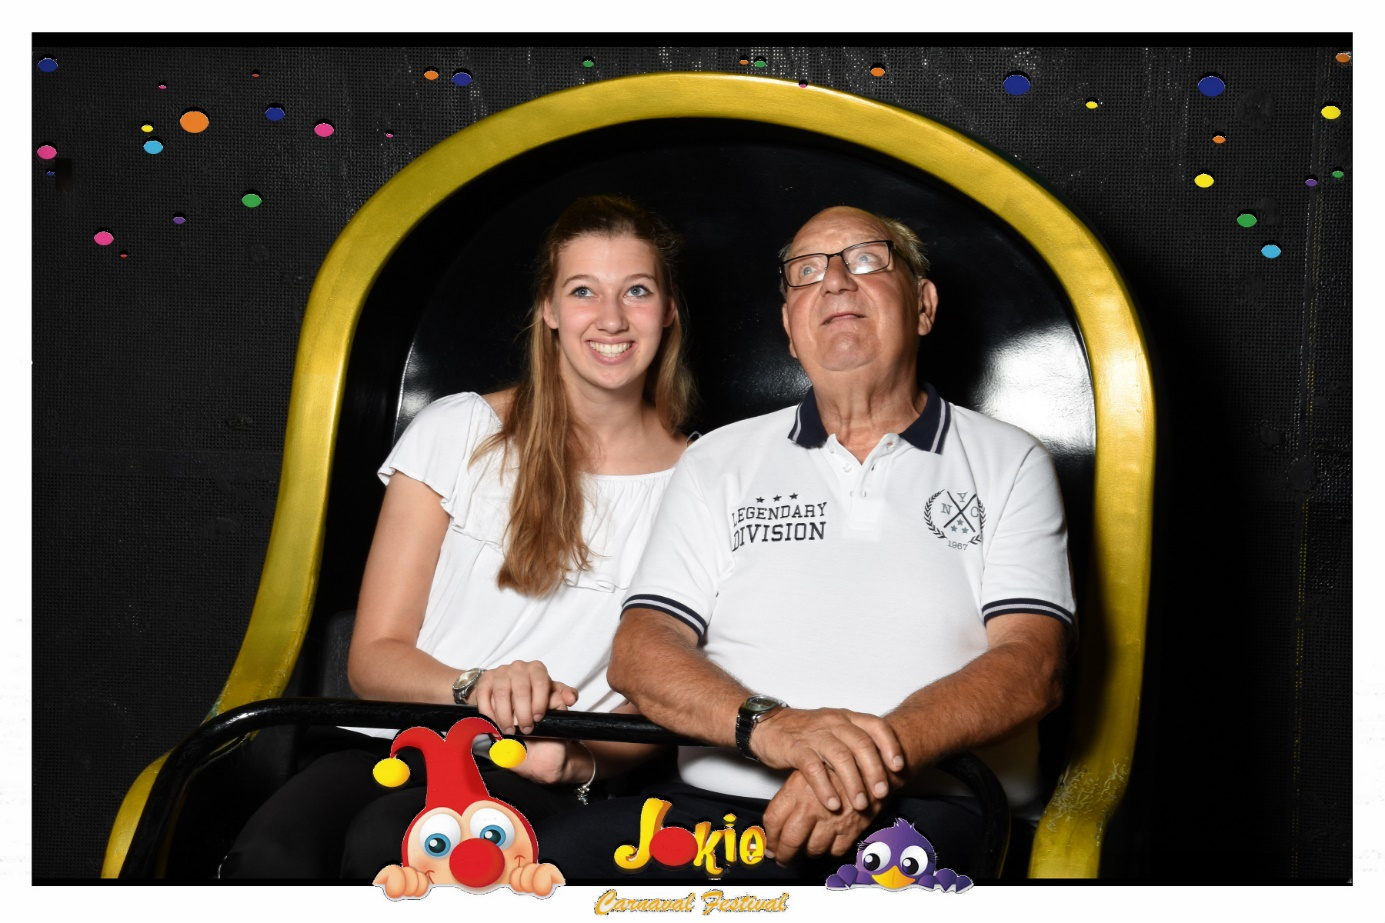 LEGENDARY
DIVISION
N Y C
1967
Jokie
Carnaval Festival